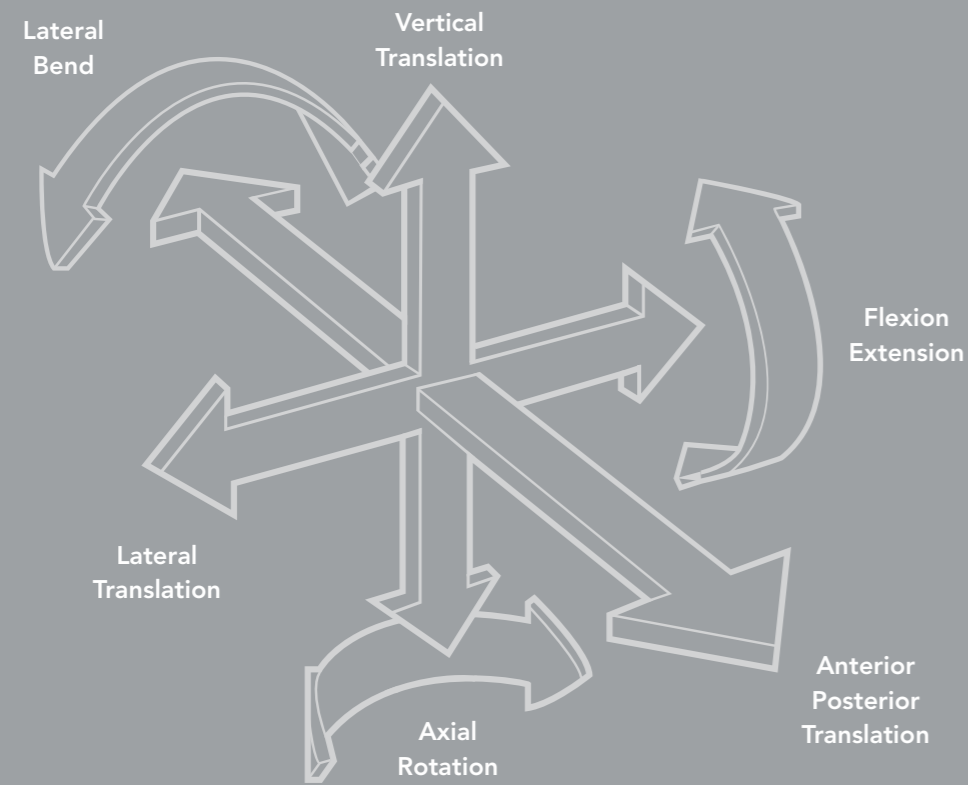 Lateral
Bend
Vertical
Translation
Flexion
Extension
Lateral
Translation
Anterior
Posterior
Translation
Axial
Rotation